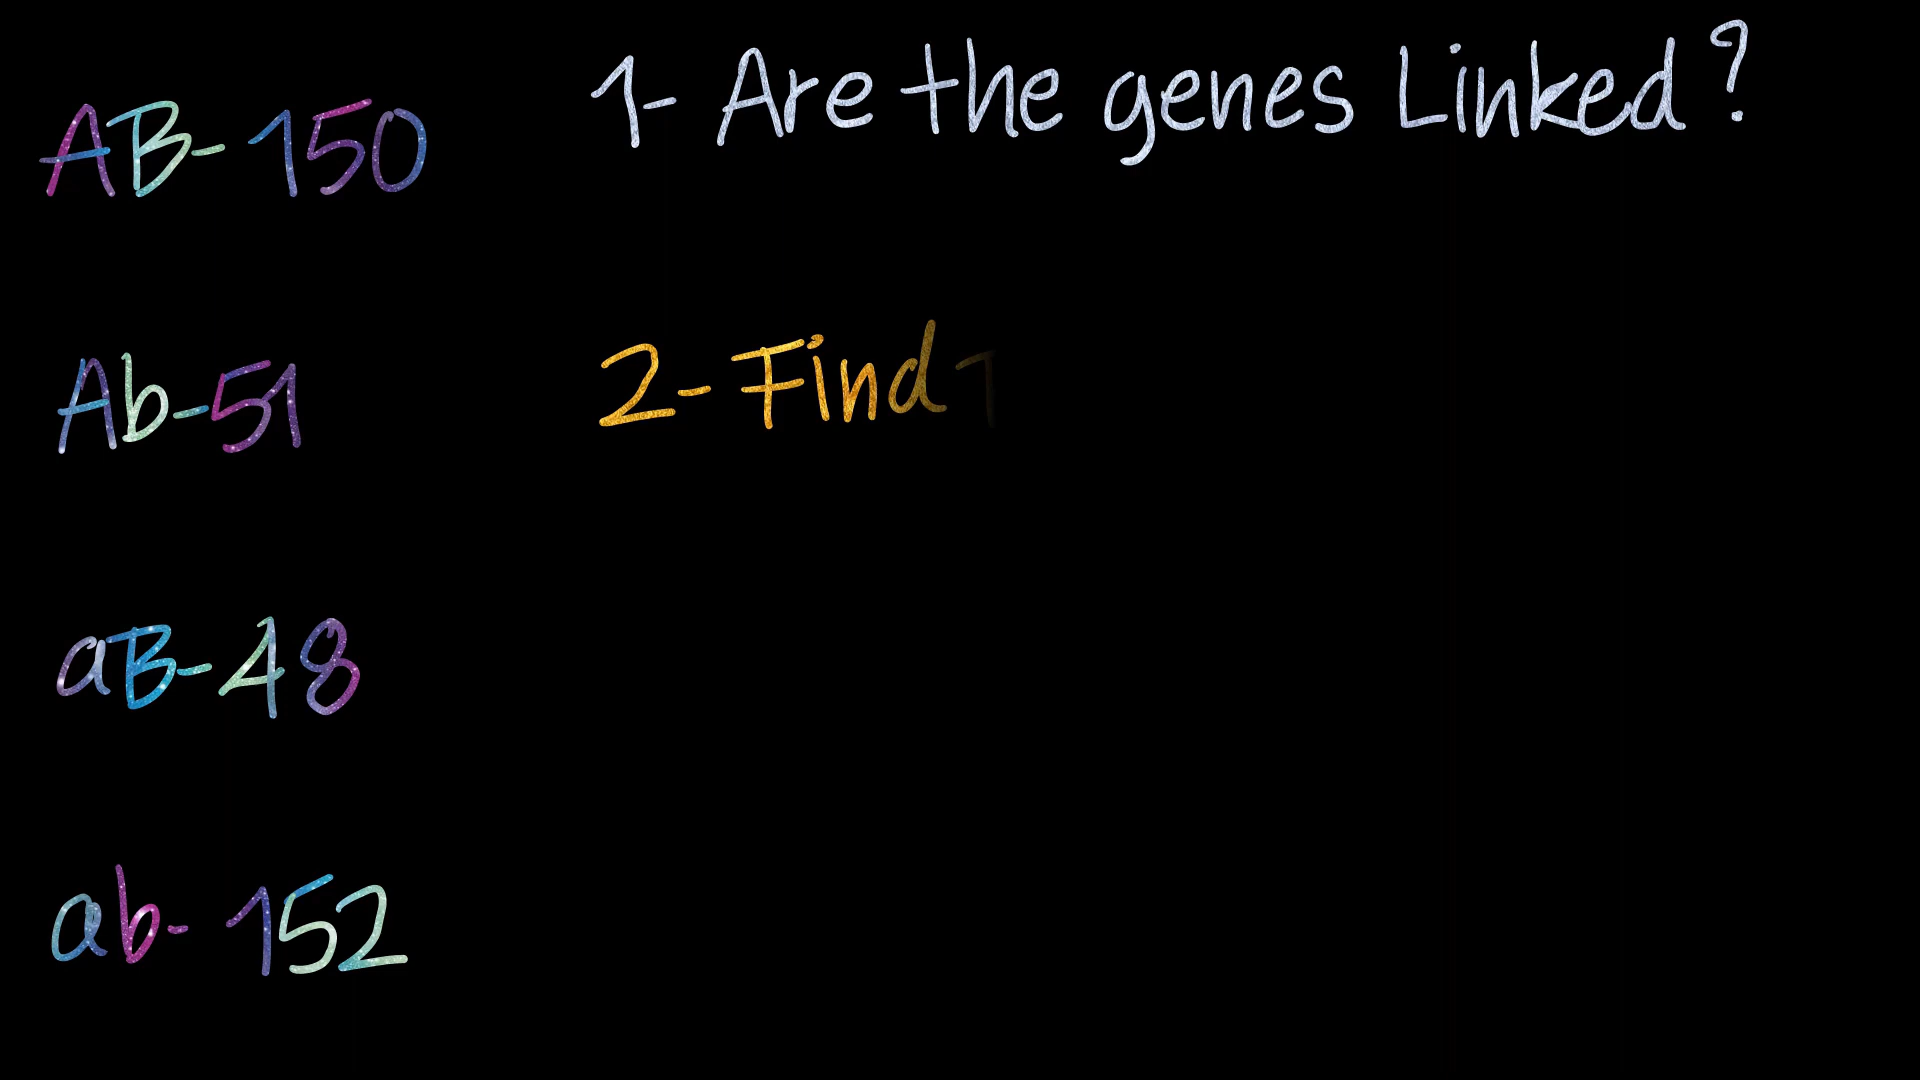 1- Are the genes Linked?
AB- 150
2- Find
Ab- 51
aB- 48
ab- 152